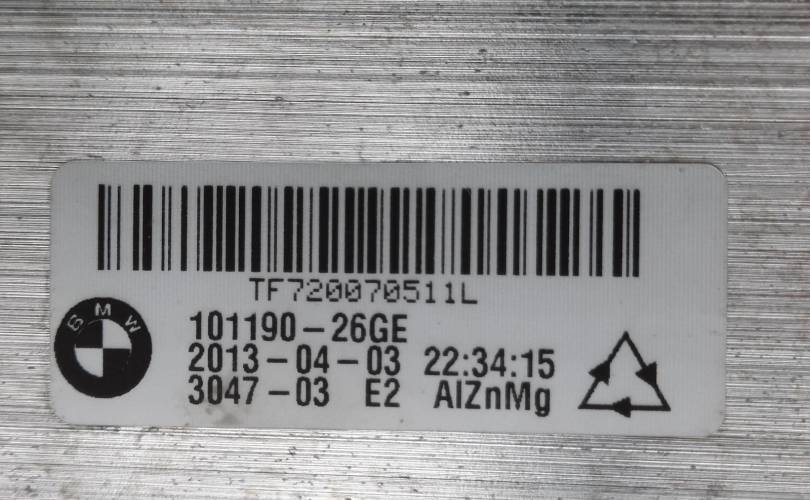 TF720070511L
BMW
101190-26GE
2013-04-03 22:34:15
3047-03 E2 AlZnMg